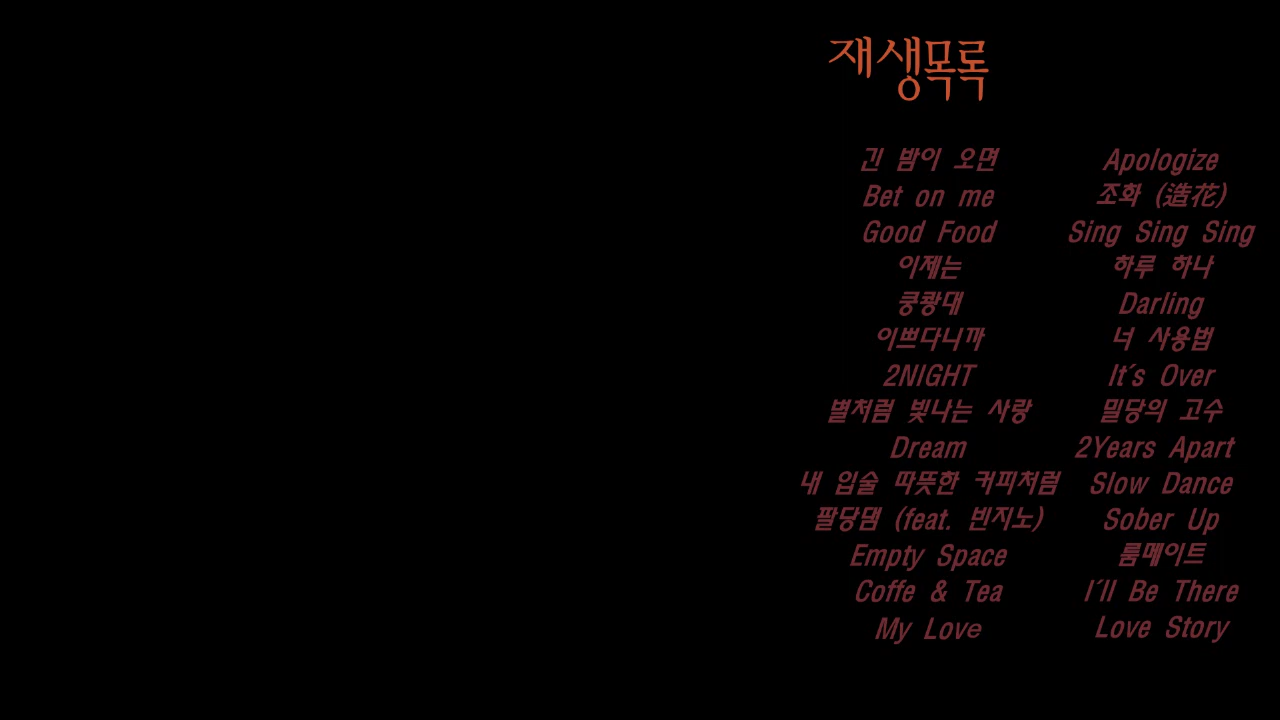 재생목록
긴 밤이 오면
Bet on me
Good Food
이제는
쿵쾅대
이쁘다니까
2NIGHT
별처럼 빛나는 사랑
Dream
내 입술 따뜻한 커피처럼
팔당댐 (feat. 빈지노)
Empty Space
Coffe & Tea
My Love
Apologize
조화 (造花)
Sing Sing Sing
하루 하나
Darling
너 사용법
It´s Over
밀당의 고수
2Years Apart
Slow Dance
Sober Up
룸메이트
I´ll Be There
Love Story